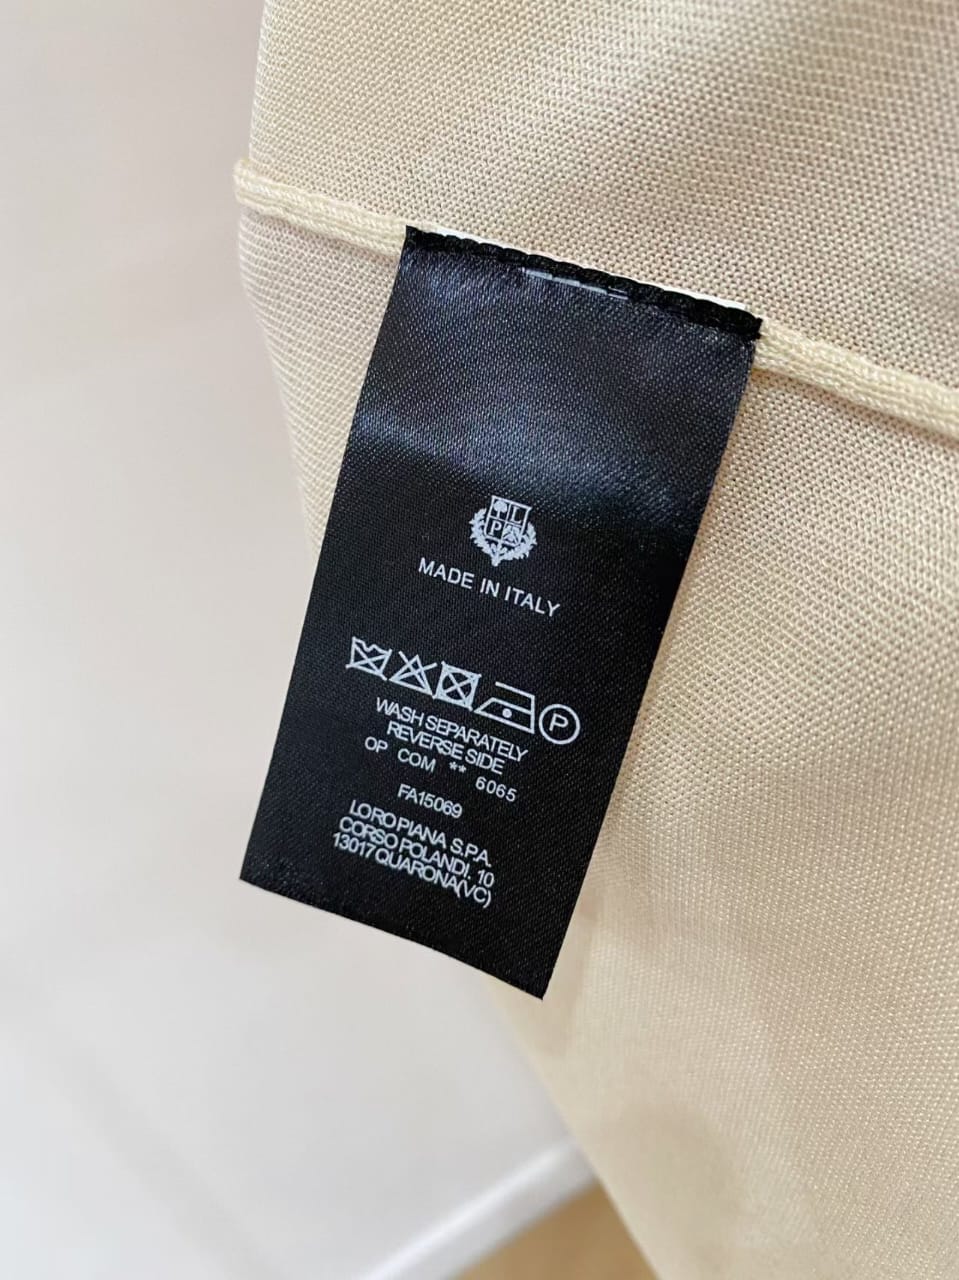 L
P
MADE IN ITALY
P
WASH SEPARATELY
REVERSE SIDE
OP COM ** 6065
FA15069
LORO PIANA S.P.A.
CORSO POLANDI. 10
13017 QUARONA(VC)